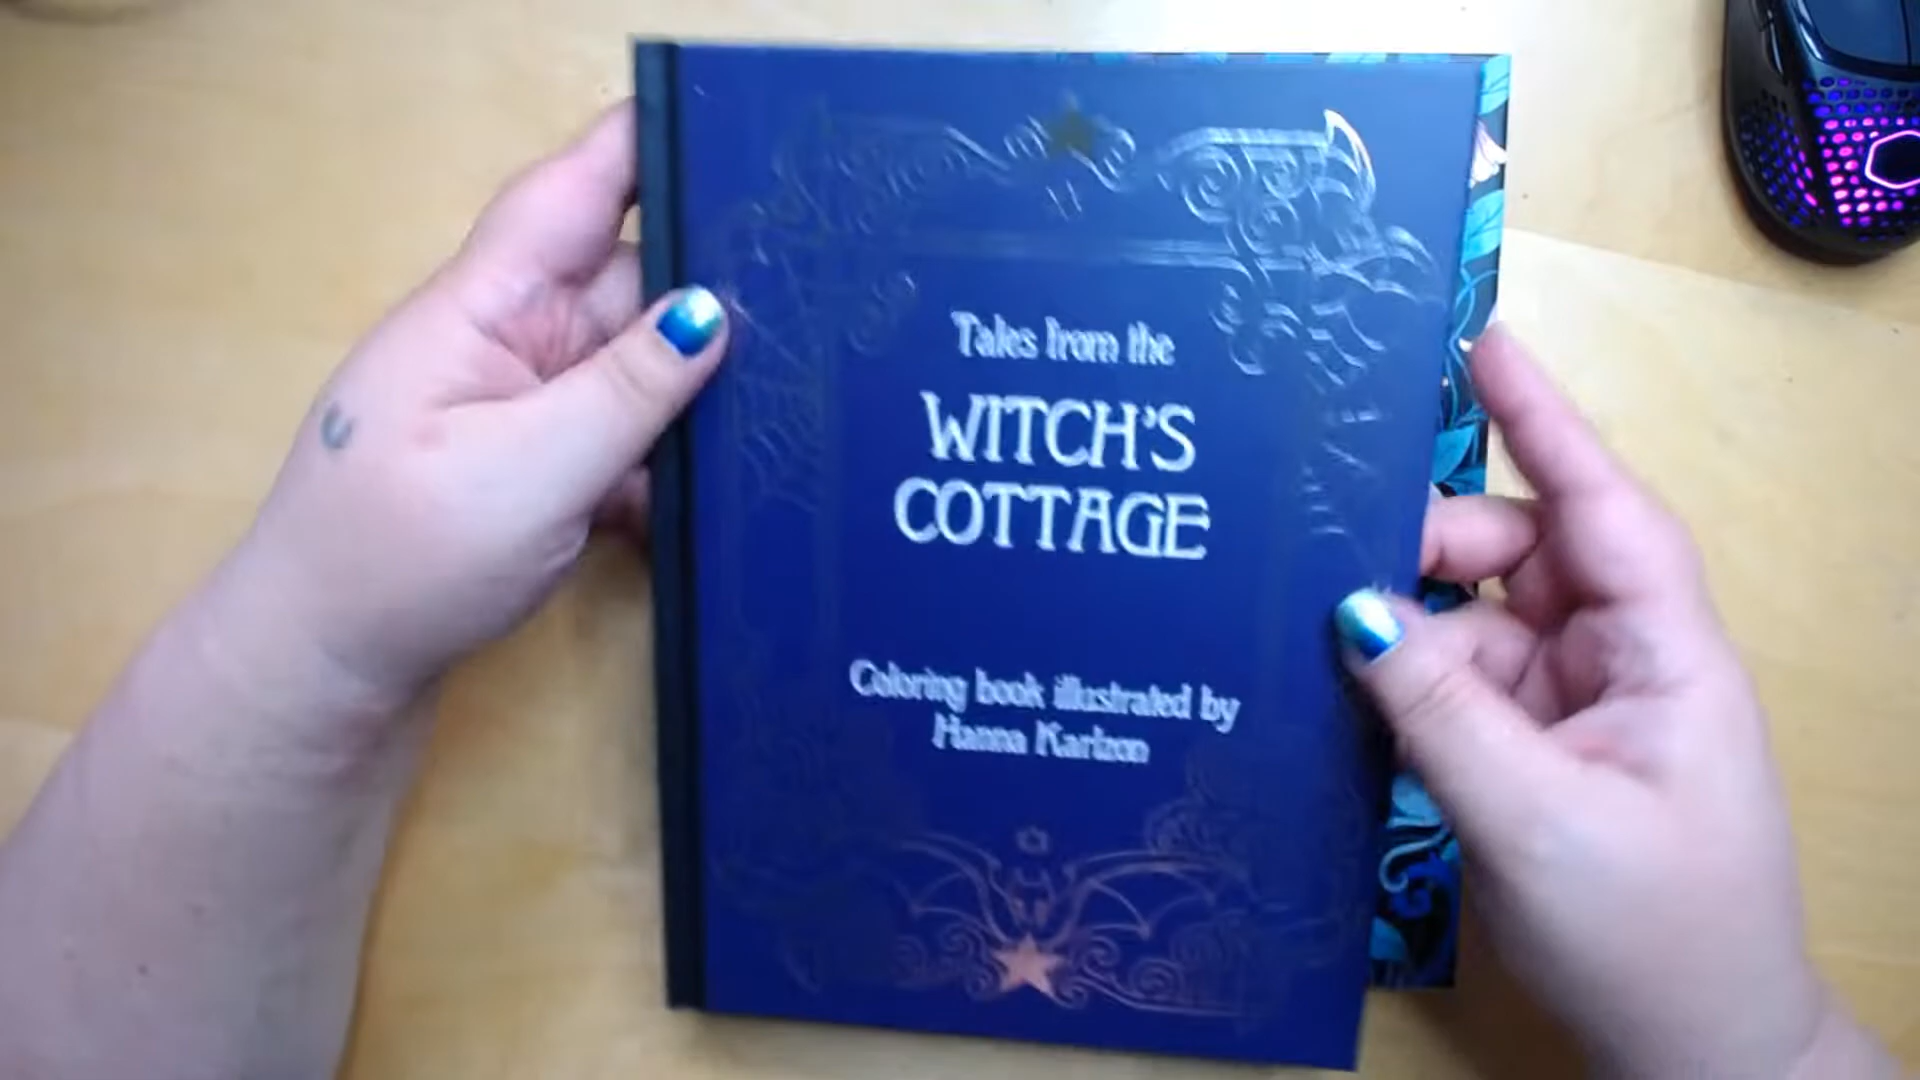 Tales from the
WITCH'S
COTTAGE
Coloring book illustrated by
Hanna Karlzon